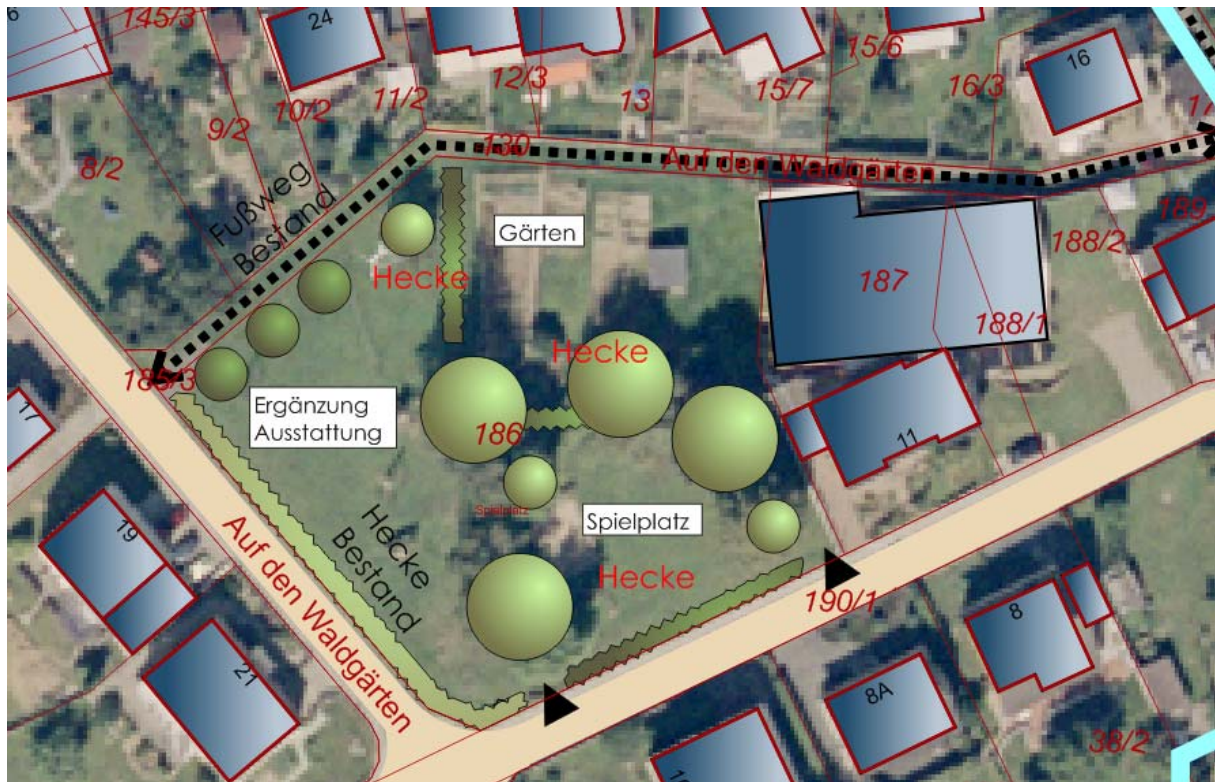 145/3
24
12/3
11/2
10/2
9/2
8/2
13
15/7
15/6
16/3
16
130
Auf den Waldgärten
Fußweg
Bestand
Gärten
Hecke
187
188/1
188/2
189
185/3
17
Ergänzung
Ausstattung
Hecke
186
11
Spielplatz
Spielplatz
Hecke
Bestand
Hecke
190/1
19
21
Auf den Waldgärten
8
8A
38/2